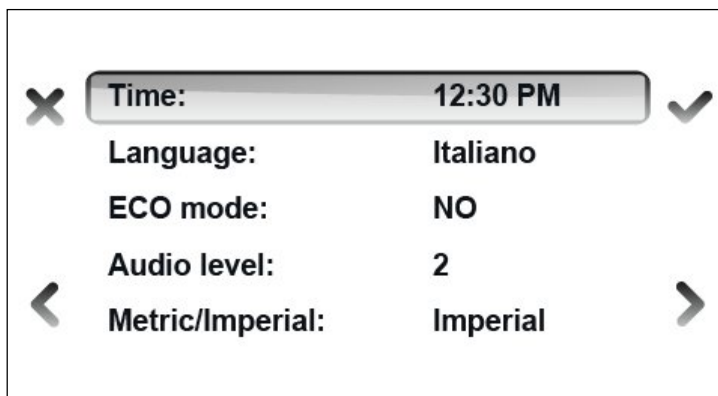 Time: 12:30 PM
Language: Italiano
ECO mode: NO
Audio level: 2
Metric/Imperial: Imperial